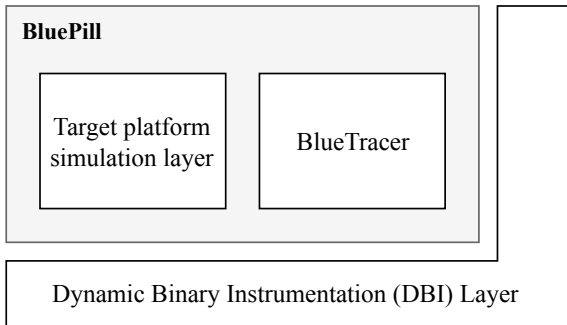 BluePill
Target platform
simulation layer
BlueTracer
Dynamic Binary Instrumentation (DBI) Layer